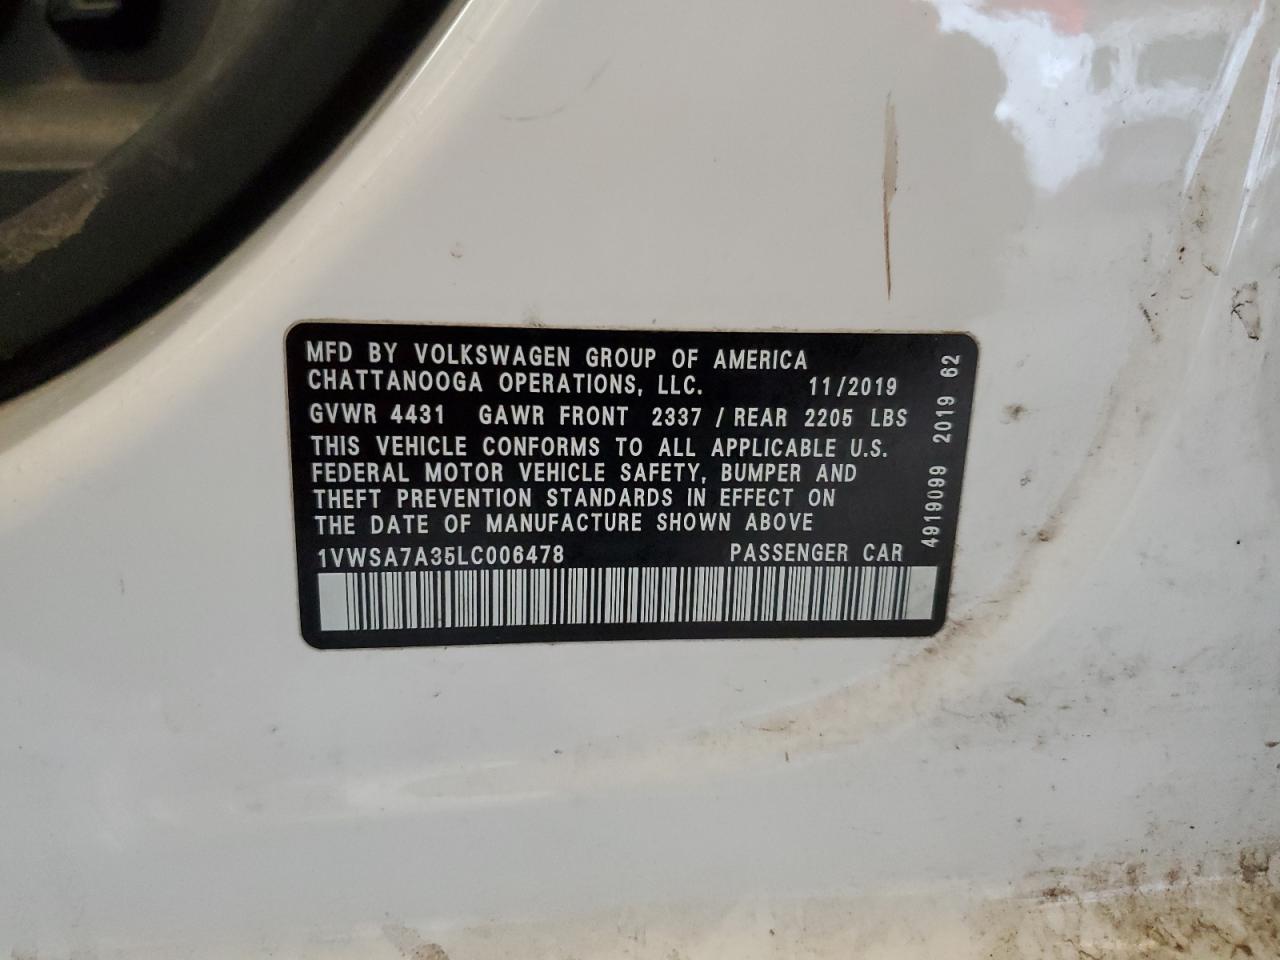 MFD BY VOLKSWAGEN GROUP OF AMERICA
CHATTANOOGA OPERATIONS, LLC. 11/2019
GVWR 4431 GAWR FRONT 2337 / REAR 2205 LBS
THIS VEHICLE CONFORMS TO ALL APPLICABLE U.S.
FEDERAL MOTOR VEHICLE SAFETY, BUMPER AND
THEFT PREVENTION STANDARDS IN EFFECT ON
THE DATE OF MANUFACTURE SHOWN ABOVE
1VWSA7A35LC006478 PASSENGER CAR
4919099 2019 62